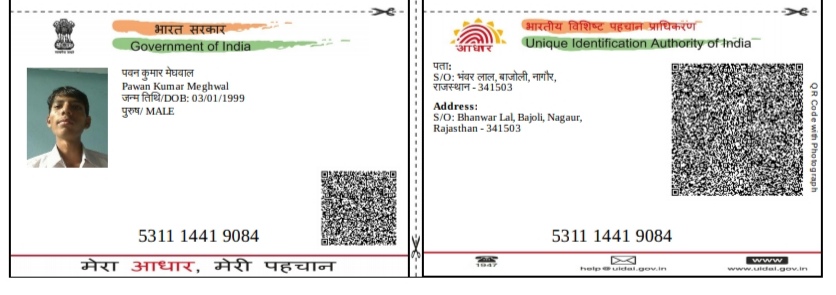 भारत सरकार
Government of India
पवन कुमार मेघवाल
Pawan Kumar Meghwal
जन्म तिथि/DOB: 03/01/1999
पुरुष/ MALE
5311 1441 9084
मेरा आधार, मेरी पहचान
भारतीय विशिष्ट पहचान प्राधिकरण
Unique Identification Authority of India
आधार
पता:
S/O: भंवर लाल, बाजोली, नागौर,
राजस्थान - 341503
Address:
S/O: Bhanwar Lal, Bajoli, Nagaur,
Rajasthan - 341503
QR Code with Photograph
5311 1441 9084
1947
help@uidai.gov.in
www
www.uidai.gov.in